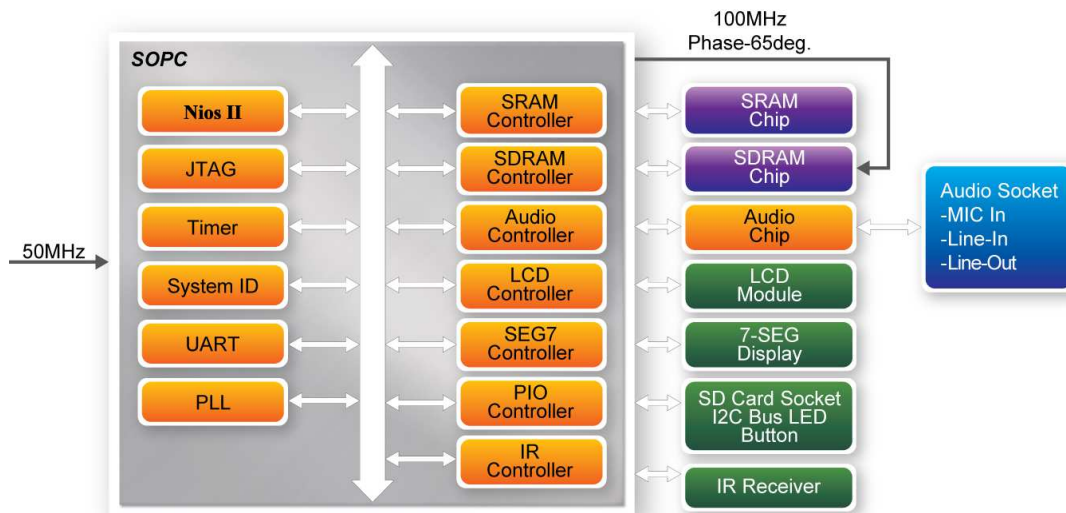 100MHz
Phase-65deg.
SOPC
50MHz
Nios II
JTAG
Timer
System ID
UART
PLL
SRAM
Controller
SDRAM
Controller
Audio
Controller
LCD
Controller
SEG7
Controller
PIO
Controller
IR
Controller
SRAM
Chip
SDRAM
Chip
Audio
Chip
LCD
Module
7-SEG
Display
SD Card Socket
I2C Bus LED
Button
IR Receiver
Audio Socket
-MIC In
-Line-In
-Line-Out